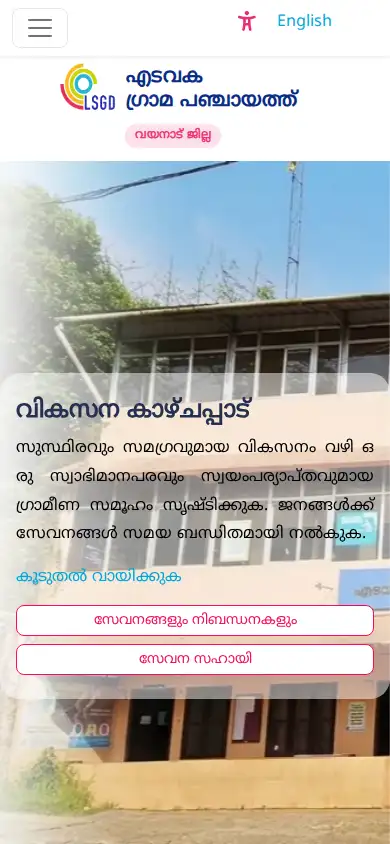 English
എടവക
ഗ്രാമ പഞ്ചായത്ത്
LSGD
വയനാട് ജില്ല
വികസന കാഴ്ചപ്പാട്
സുസ്ഥിരവും സമഗ്രവുമായ വികസനം വഴി ഒ
രു സ്വാഭിമാനപരവും സ്വയംപര്യാപ്തവുമായ
ഗ്രാമീണ സമൂഹം സൃഷ്ടിക്കുക. ജനങ്ങൾക്ക്
സേവനങ്ങൾ സമയ ബന്ധിതമായി നൽകുക.
കൂടുതൽ വായിക്കുക
സേവനങ്ങളും നിബന്ധനകളും
സേവന സഹായി